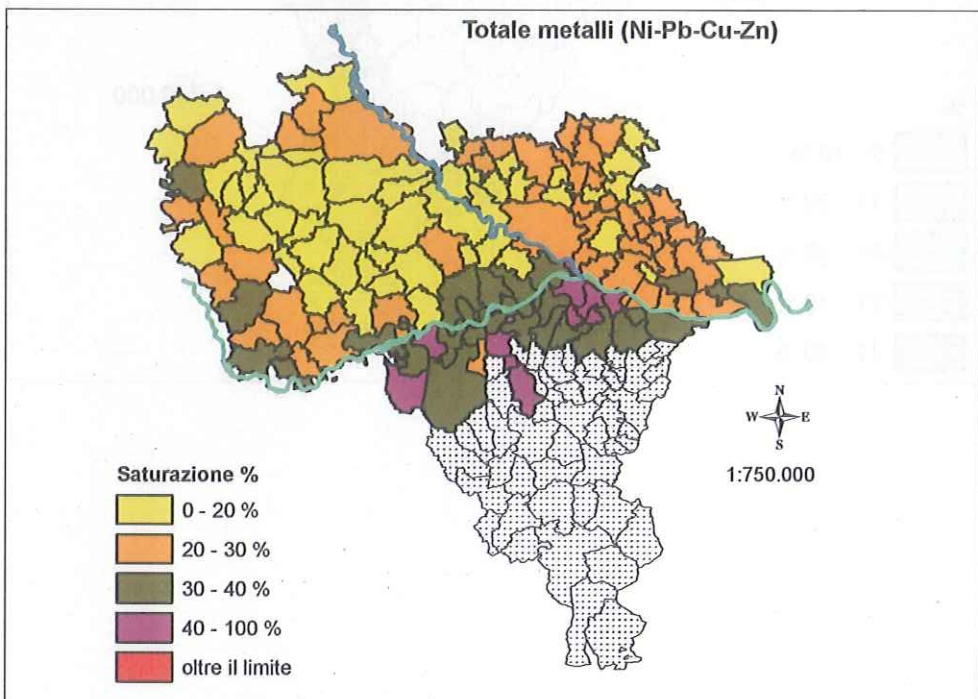 Totale metalli (Ni-Pb-Cu-Zn)
N
W E
S
1:750.000
Saturazione %
0 - 20 %
20 - 30 %
30 - 40 %
40 - 100 %
oltre il limite